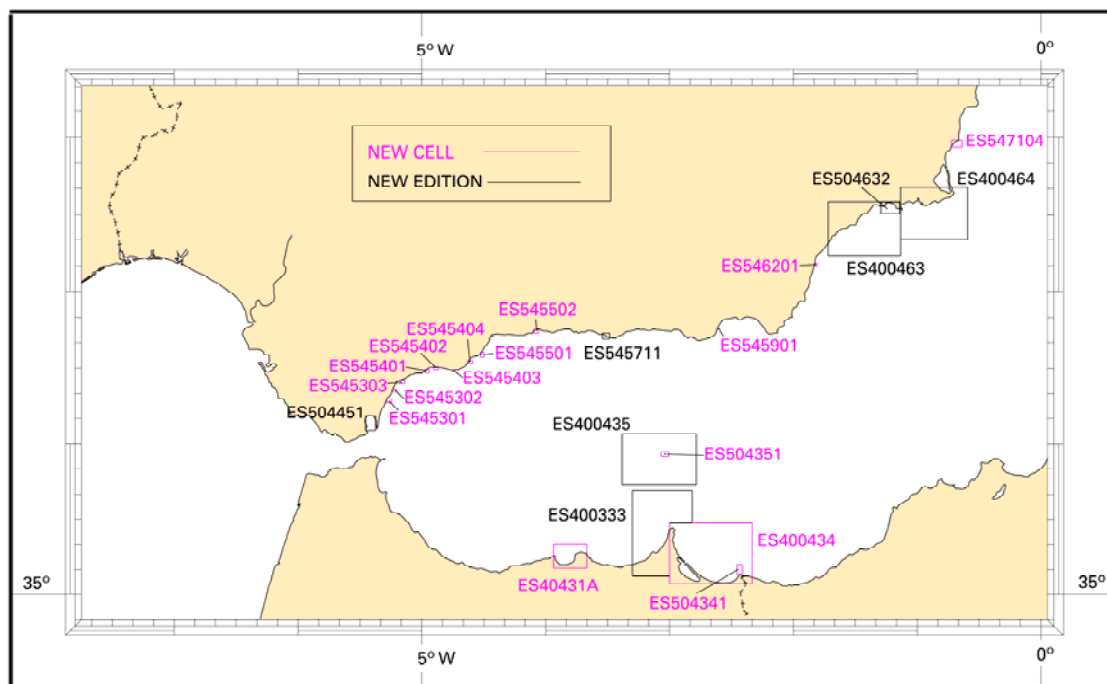 5° W
0°
NEW CELL
NEW EDITION
ES547104
ES504632
ES400464
ES546201
ES400463
ES545502
ES545404
ES545402
ES545501
ES545711
ES545901
ES545401
ES545403
ES545303
ES545302
ES504451
ES545301
ES400435
ES504351
ES400333
ES400434
35°
ES40431A
35°
ES504341
5° W
0°